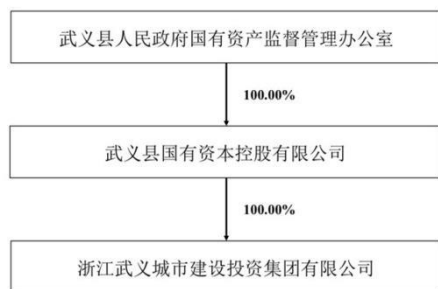 武义县人民政府国有资产监督管理办公室
100.00%
武义县国有资本控股有限公司
100.00%
浙江武义城市建设投资集团有限公司